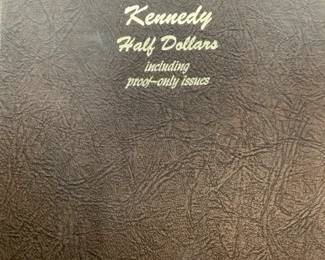 Kennedy
Half Dollars
including
proof-only issues